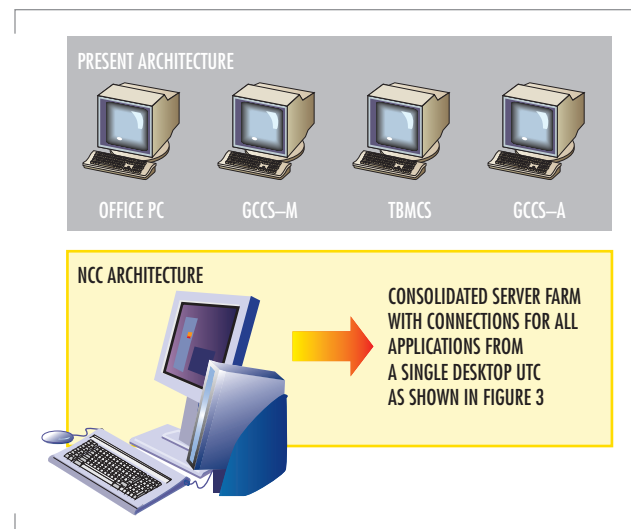 PRESENT ARCHITECTURE
OFFICE PC
GCCS–M
TBMCS
GCCS–A
NCC ARCHITECTURE
CONSOLIDATED SERVER FARM
WITH CONNECTIONS FOR ALL
APPLICATIONS FROM
A SINGLE DESKTOP UTC
AS SHOWN IN FIGURE 3